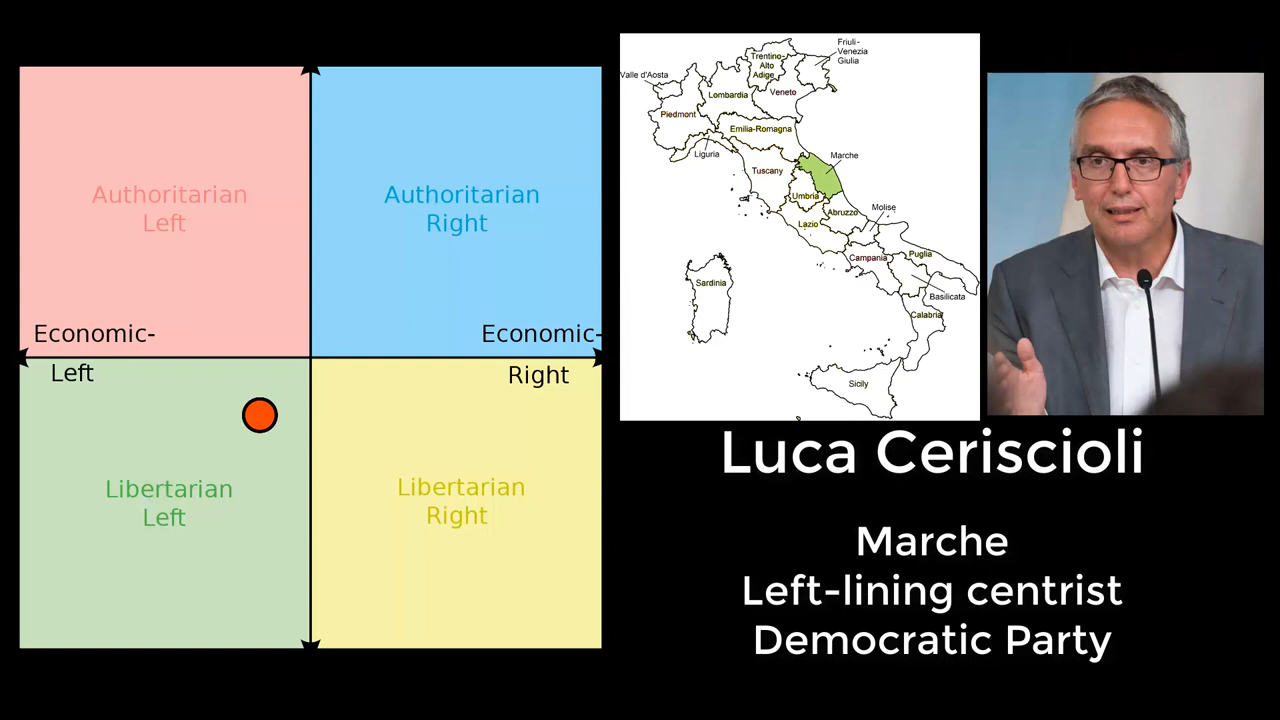 Authoritarian
Left
Authoritarian
Right
Economic-
Left
Economic-
Right
Libertarian
Left
Libertarian
Right
Valle d'Aosta
Piedmont
Lombardia
Trentino-
Alto
Adige
Friuli-
Venezia
Giulia
Veneto
Emilia-Romagna
Liguria
Tuscany
Marche
Umbria
Lazio
Abruzzo
Molise
Campania
Puglia
Basilicata
Calabria
Sardinia
Sicily
Luca Ceriscioli
Marche
Left-lining centrist
Democratic Party